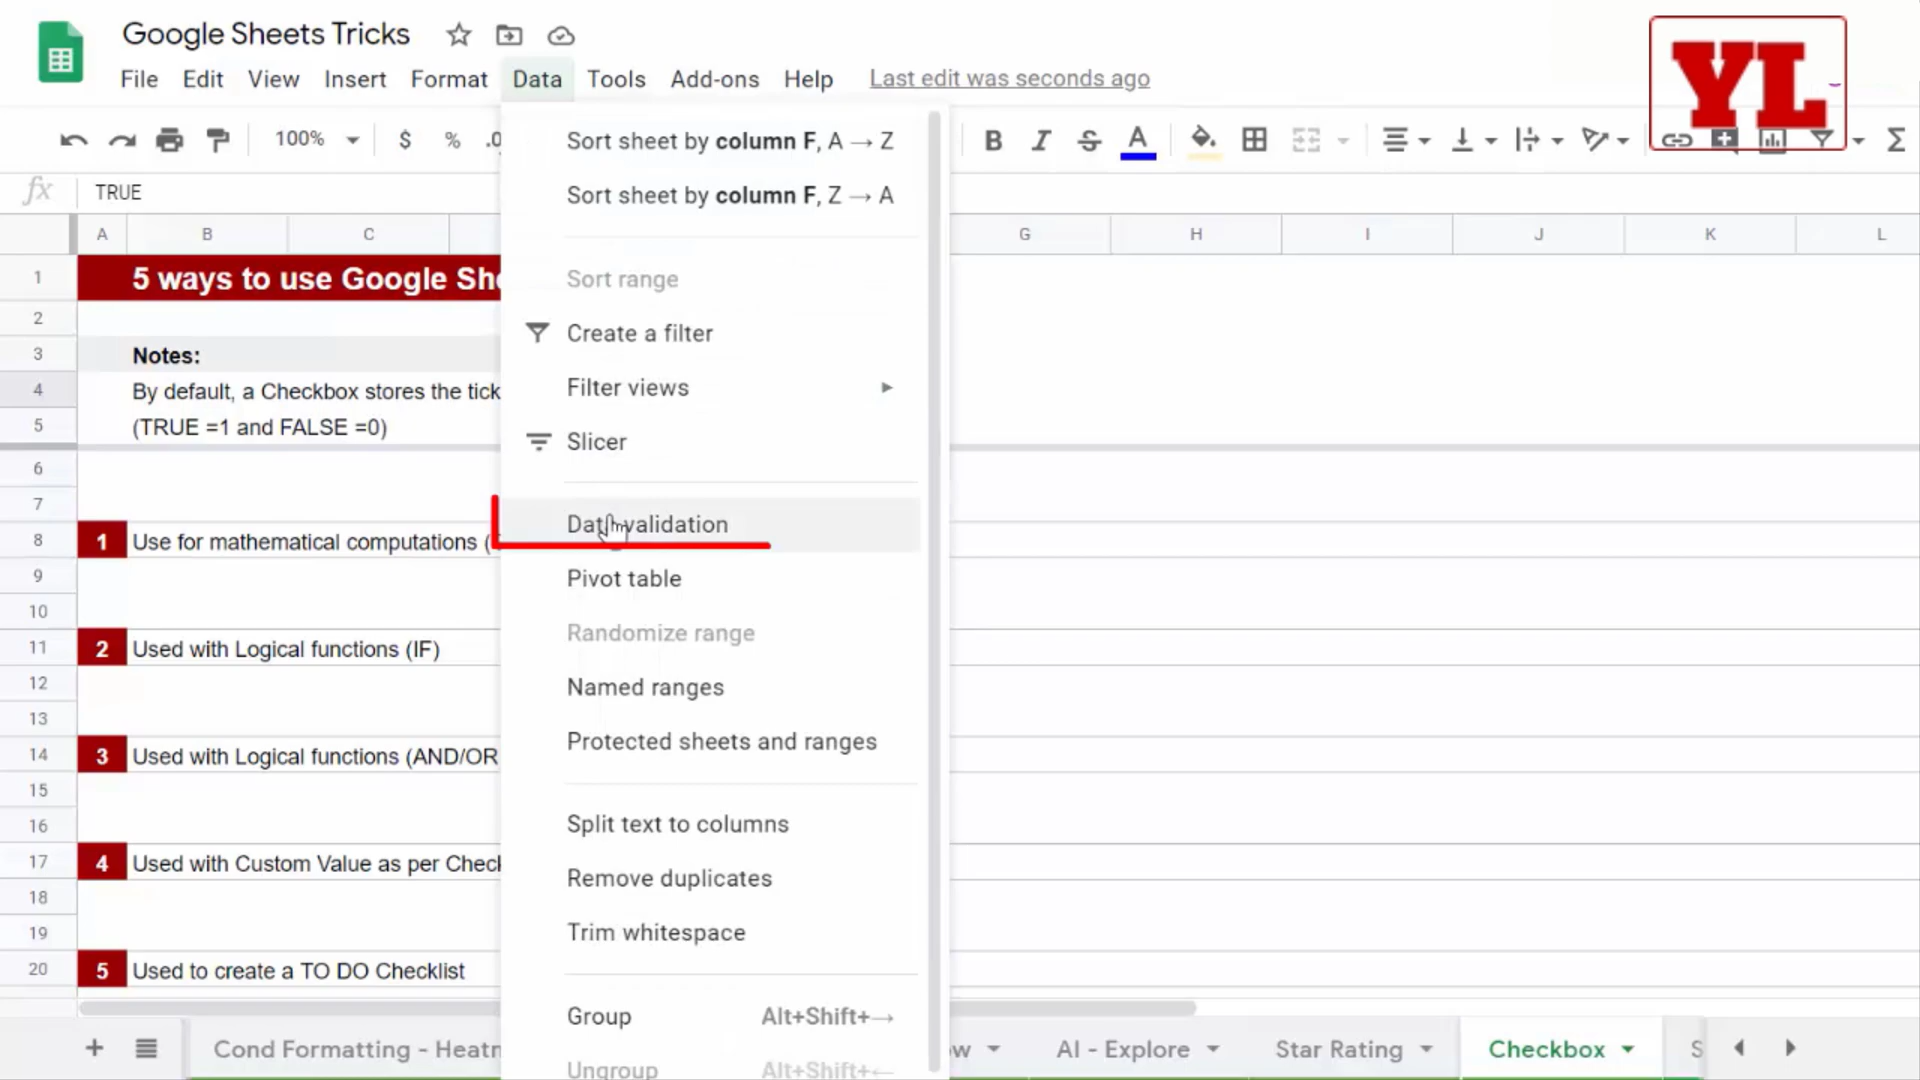 Google Sheets Tricks
File Edit View Insert Format Data Tools Add-ons Help Last edit was seconds ago
YL
100% $ % .0 B I S A Σ
fx TRUE
A B C G H I J K L
Sort sheet by column F, A → Z
Sort sheet by column F, Z → A
Sort range
Create a filter
Filter views
Slicer
Data validation
Pivot table
Randomize range
Named ranges
Protected sheets and ranges
Split text to columns
Remove duplicates
Trim whitespace
Group Alt+Shift+→
Ungroup Alt+Shift+←
1 5 ways to use Google She
2
3 Notes:
4 By default, a Checkbox stores the tick
5 (TRUE =1 and FALSE =0)
6
7
8 1 Use for mathematical computations (
9
10
11 2 Used with Logical functions (IF)
12
13
14 3 Used with Logical functions (AND/OR
15
16
17 4 Used with Custom Value as per Check
18
19
20 5 Used to create a TO DO Checklist
+ Cond Formatting - Heatm ow AI - Explore Star Rating Checkbox S